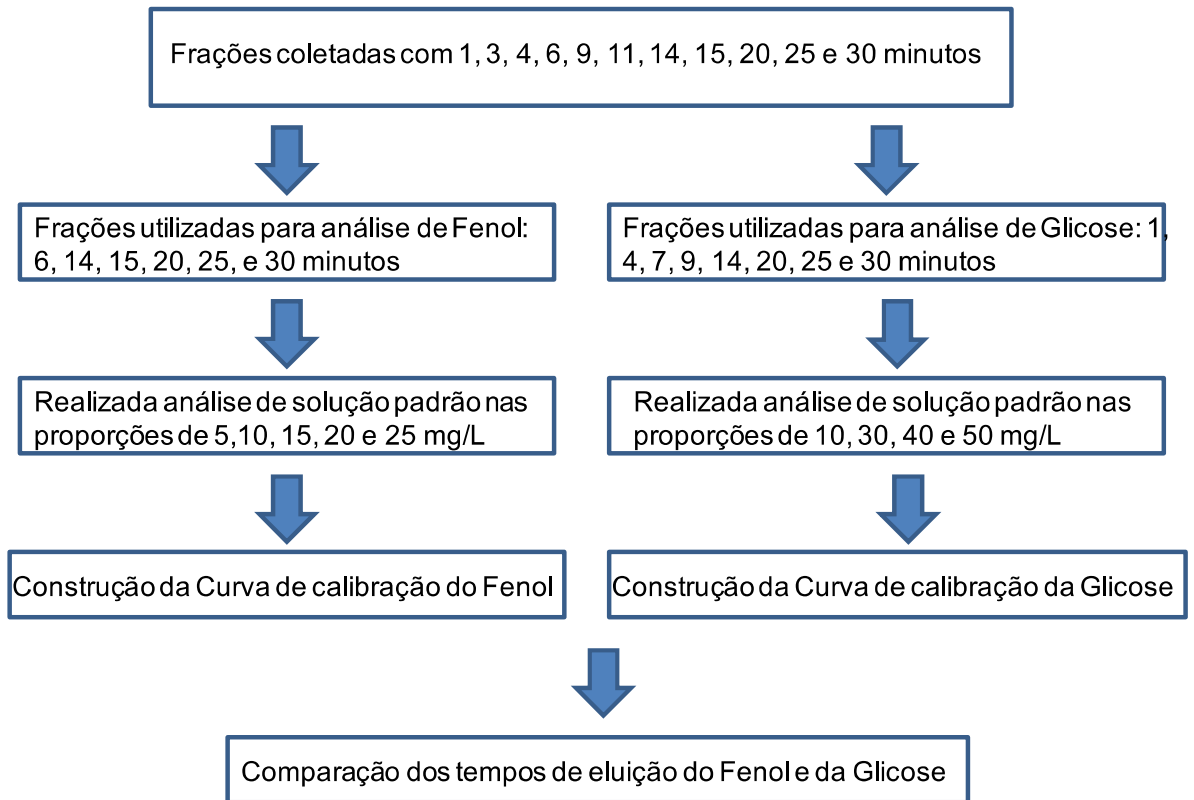 Frações coletadas com 1, 3, 4, 6, 9, 11, 14, 15, 20, 25 e 30 minutos
Frações utilizadas para análise de Fenol:
6, 14, 15, 20, 25, e 30 minutos
Frações utilizadas para análise de Glicose: 1,
4, 7, 9, 14, 20, 25 e 30 minutos
Realizada análise de solução padrão nas
proporções de 5,10, 15, 20 e 25 mg/L
Realizada análise de solução padrão nas
proporções de 10, 30, 40 e 50 mg/L
Construção da Curva de calibração do Fenol
Construção da Curva de calibração da Glicose
Comparação dos tempos de eluição do Fenol e da Glicose